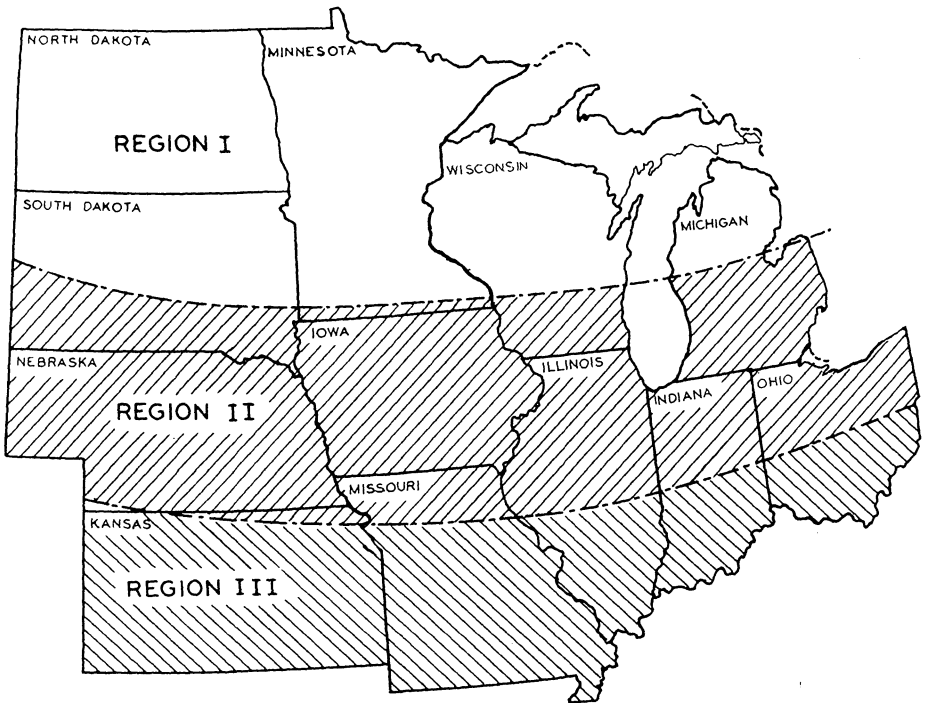 NORTH DAKOTA
MINNESOTA
REGION I
WISCONSIN
SOUTH DAKOTA
MICHIGAN
IOWA
NEBRASKA
ILLINOIS
OHIO
INDIANA
REGION II
MISSOURI
KANSAS
REGION III